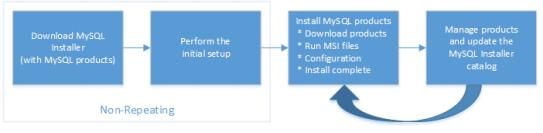 Download MySQL
Installer
(with MySQL products)
Perform the
initial setup
Install MySQL products
* Download products
* Run MSI files
* Configuration
* Install complete
Manage products
and update the
MySQL Installer
catalog
Non-Repeating